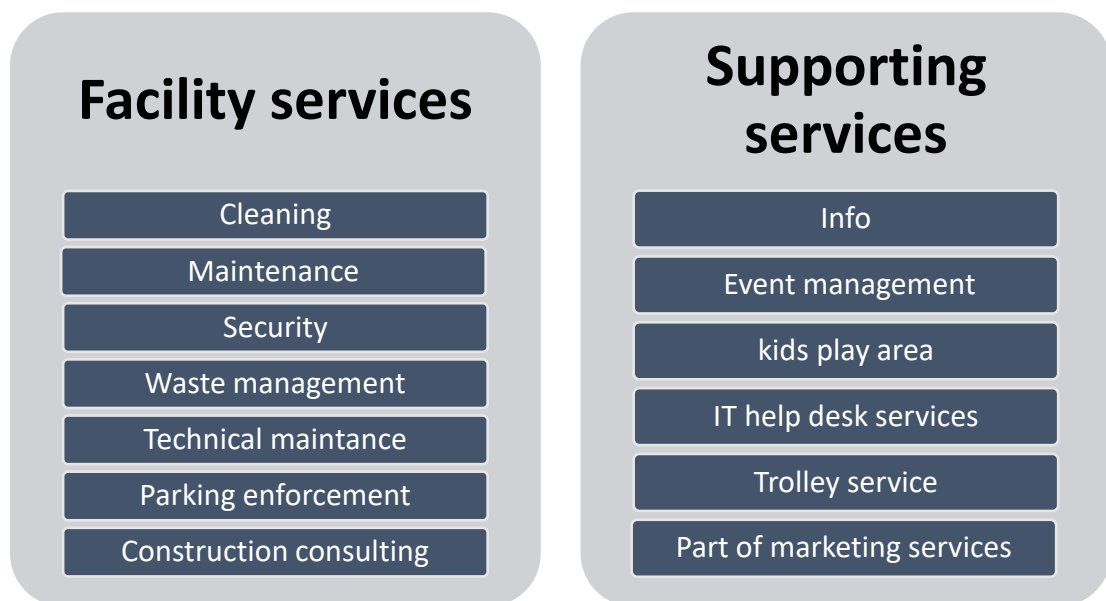 Facility services
Cleaning
Maintenance
Security
Waste management
Technical maintance
Parking enforcement
Construction consulting
Supporting
services
Info
Event management
kids play area
IT help desk services
Trolley service
Part of marketing services